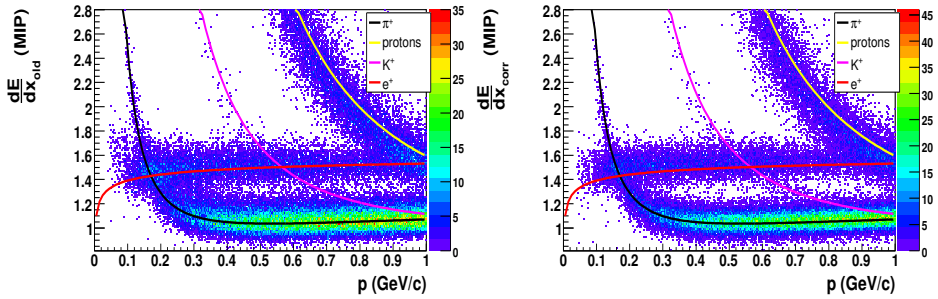 dE/dx_old (MIP)
2.8
2.6
2.4
2.2
2
1.8
1.6
1.4
1.2
1
0 0.1 0.2 0.3 0.4 0.5 0.6 0.7 0.8 0.9 1
p (GeV/c)
π⁺
protons
K⁺
e⁺
35
30
25
20
15
10
5
0
dE/dx_corr (MIP)
2.8
2.6
2.4
2.2
2
1.8
1.6
1.4
1.2
1
0 0.1 0.2 0.3 0.4 0.5 0.6 0.7 0.8 0.9 1
p (GeV/c)
π⁺
protons
K⁺
e⁺
45
40
35
30
25
20
15
10
5
0